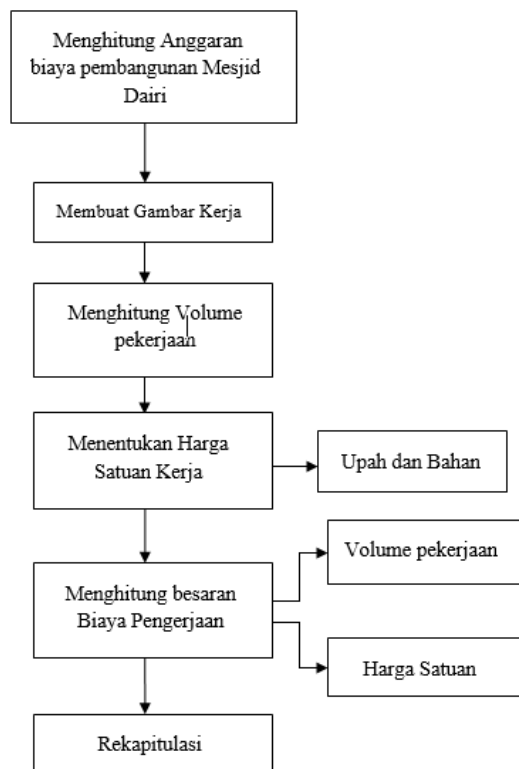 Menghitung Anggaran
biaya pembangunan Mesjid
Dairi
Membuat Gambar Kerja
Menghitung Volume
pekerjaan
Menentukan Harga
Satuan Kerja
Upah dan Bahan
Volume pekerjaan
Menghitung besaran
Biaya Pengerjaan
Harga Satuan
Rekapitulasi